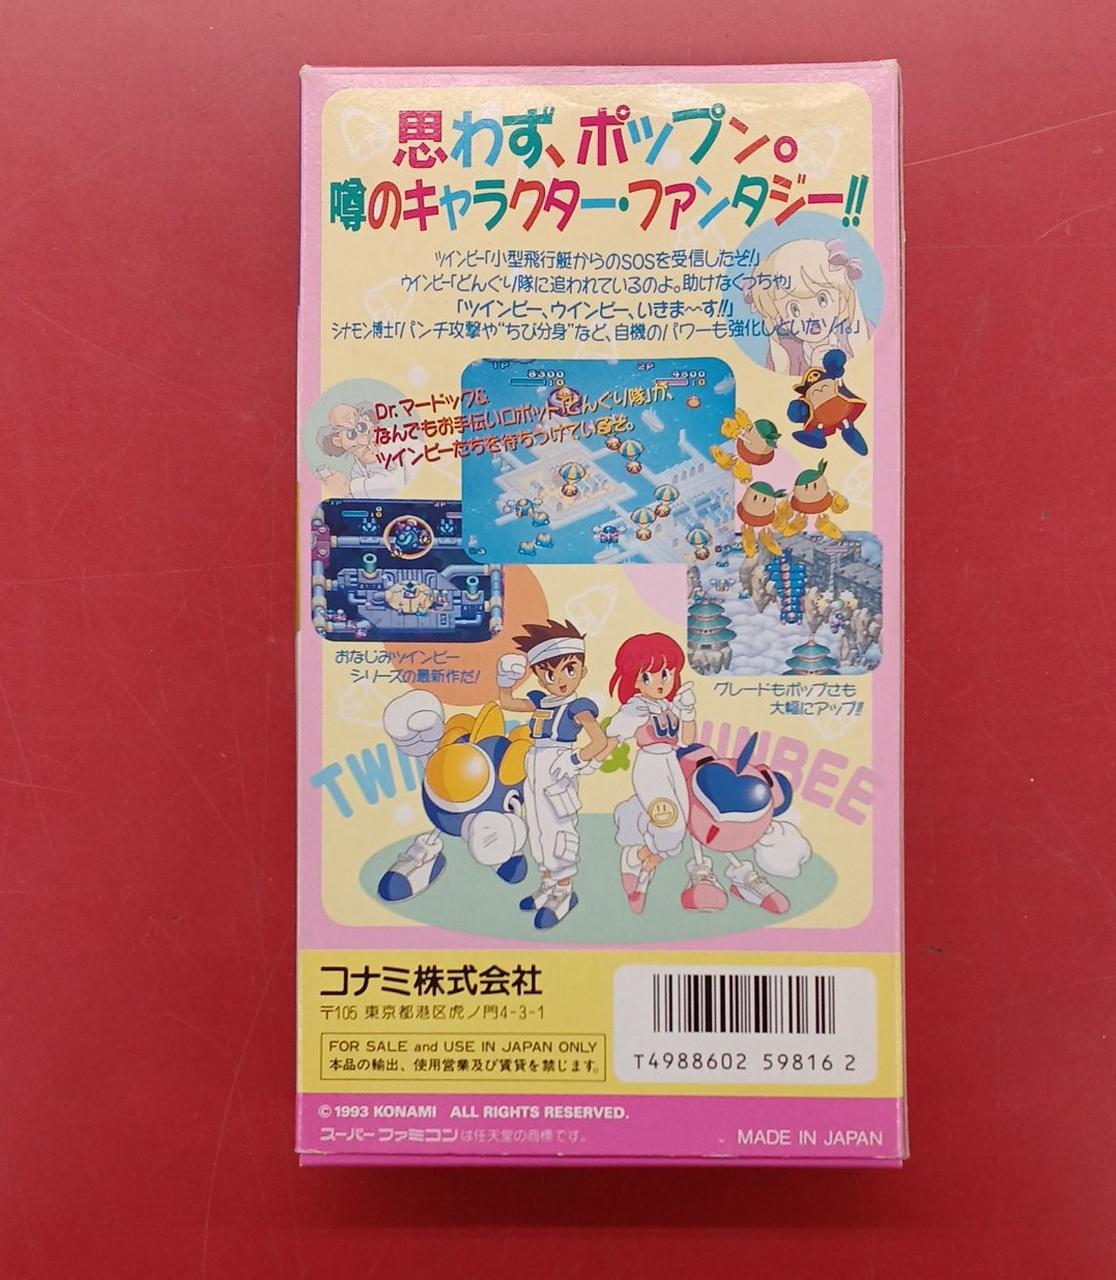 思わず、ポップン。
噂のキャラクター・ファンタジー!!
ツインビー「小型飛行艇からのSOSを受信したぞ!」
ウインビー「どんぐり隊に追われているのよ。助けなくっちゃ」
「ツインビー、ウインビー、いきま〜す!!」
シナモン博士「パンチ攻撃や“ちび分身”など、自機のパワーも強化しといたゾイ。」
1P 8300 :0 2P 4500 :0
Dr.マードック&
なんでもお手伝いロボット「どんぐり隊」が、
ツインビーたちを待ちつけているぞ。
おなじみツインビー
シリーズの最新作だ!
グレードもポップさも
大幅にアップ!!
TWI
INBEE
コナミ株式会社
〒105 東京都港区虎ノ門4-3-1
FOR SALE and USE IN JAPAN ONLY
本品の輸出、使用営業及び賃貸を禁じます。
T4988602 59816 2
©1993 KONAMI ALL RIGHTS RESERVED.
スーパーファミコンは任天堂の商標です。
MADE IN JAPAN